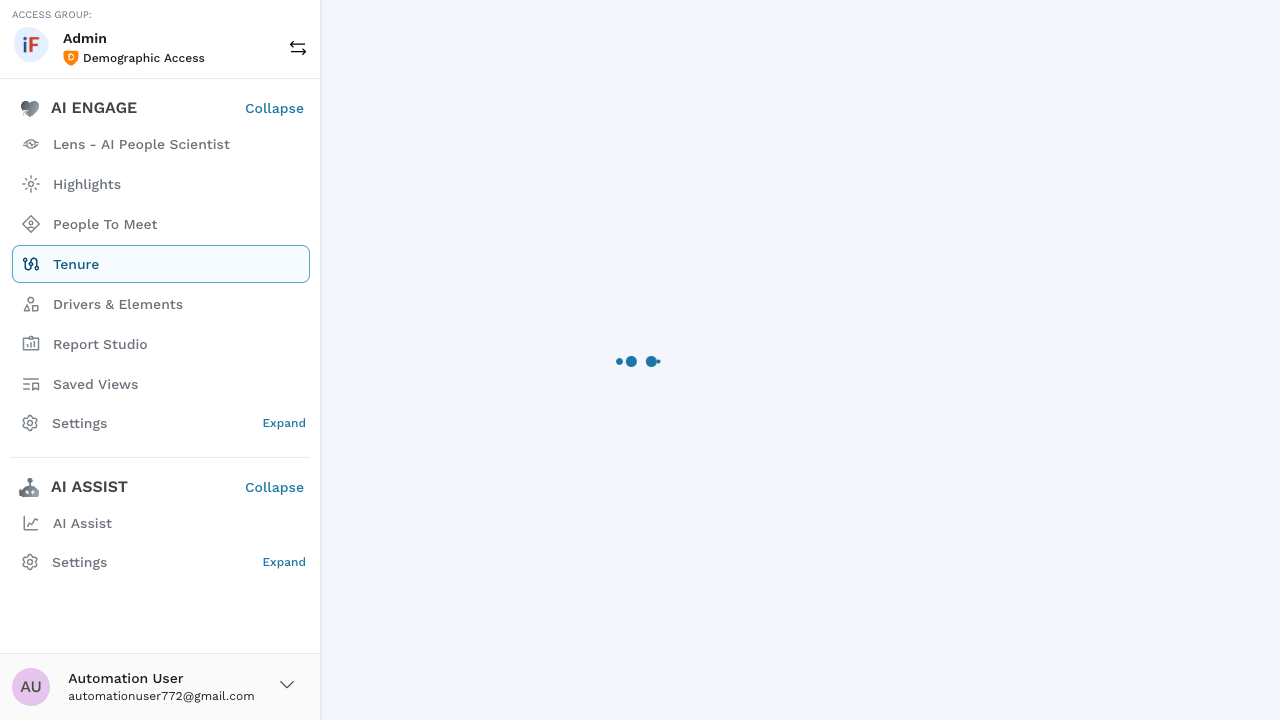 ACCESS GROUP:
iF
Admin
D
Demographic Access
AI ENGAGE
Collapse
Lens - AI People Scientist
Highlights
People To Meet
Tenure
Drivers & Elements
Report Studio
Saved Views
Settings
Expand
AI ASSIST
Collapse
AI Assist
Settings
Expand
AU
Automation User
automationuser772@gmail.com